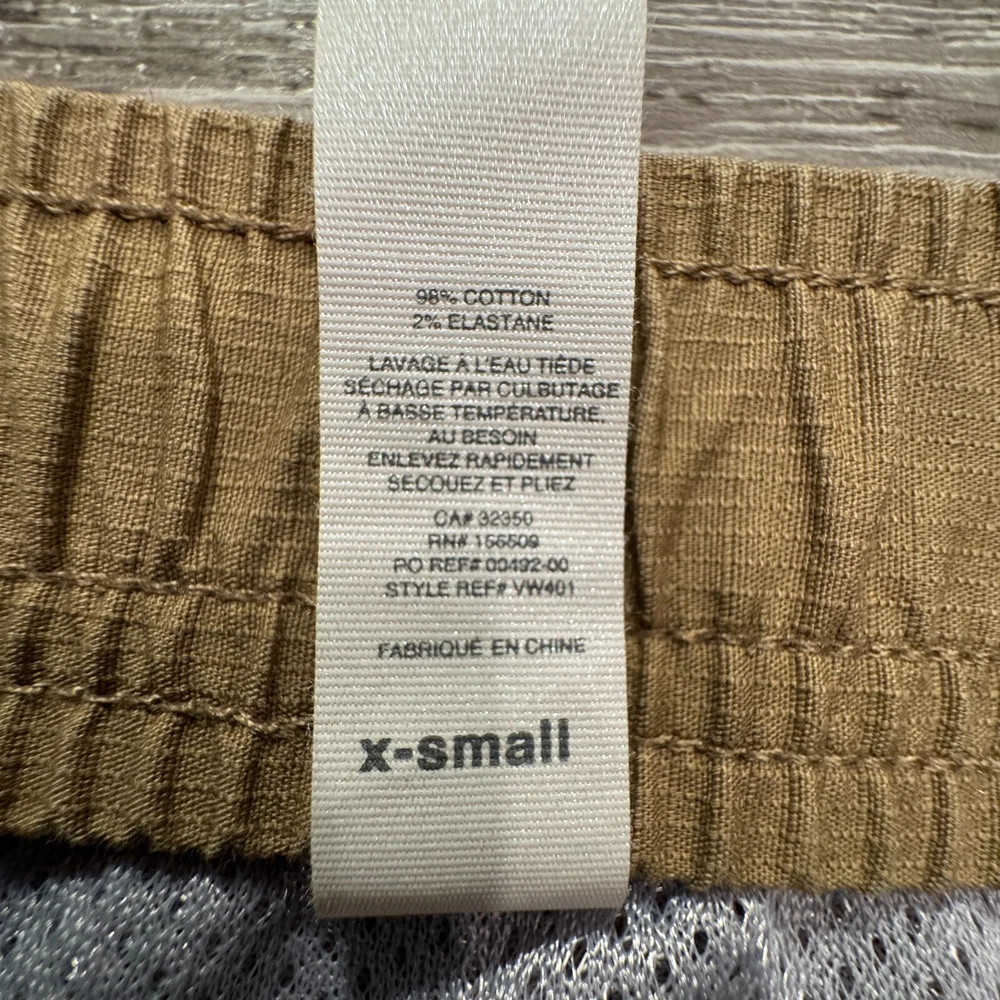 98% COTTON
2% ELASTANE
LAVAGE À L'EAU TIÈDE
SÉCHAGE PAR CULBUTAGE
À BASSE TEMPÉRATURE,
AU BESOIN
ENLEVEZ RAPIDEMENT
SECOUEZ ET PLIEZ
CA# 32350
RN# 156509
PO REF# 00492-00
STYLE REF# VW401
FABRIQUÉ EN CHINE
x-small